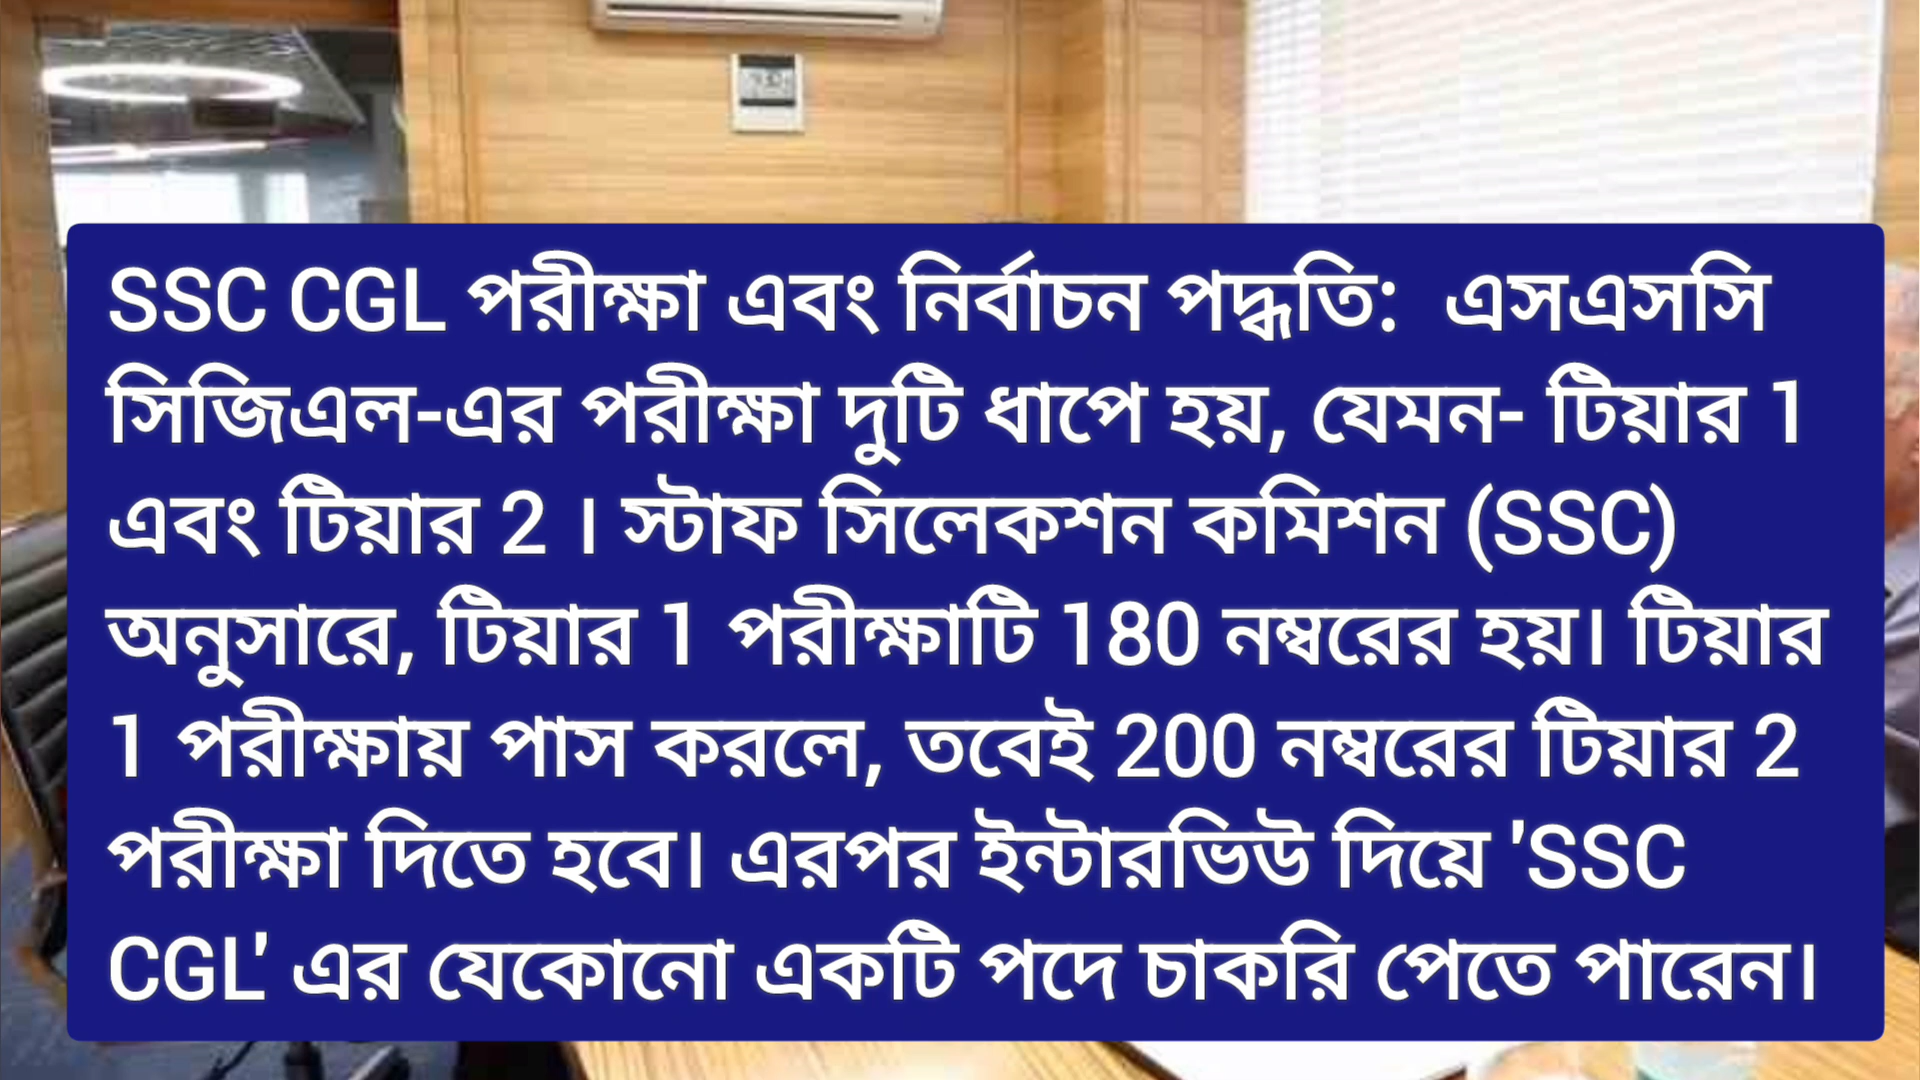 SSC CGL পরীক্ষা এবং নির্বাচন পদ্ধতি: এসএসসি
সিজিএল-এর পরীক্ষা দুটি ধাপে হয়, যেমন- টিয়ার 1
এবং টিয়ার 2 । স্টাফ সিলেকশন কমিশন (SSC)
অনুসারে, টিয়ার 1 পরীক্ষাটি 180 নম্বরের হয়। টিয়ার
1 পরীক্ষায় পাস করলে, তবেই 200 নম্বরের টিয়ার 2
পরীক্ষা দিতে হবে। এরপর ইন্টারভিউ দিয়ে 'SSC
CGL' এর যেকোনো একটি পদে চাকরি পেতে পারেন।